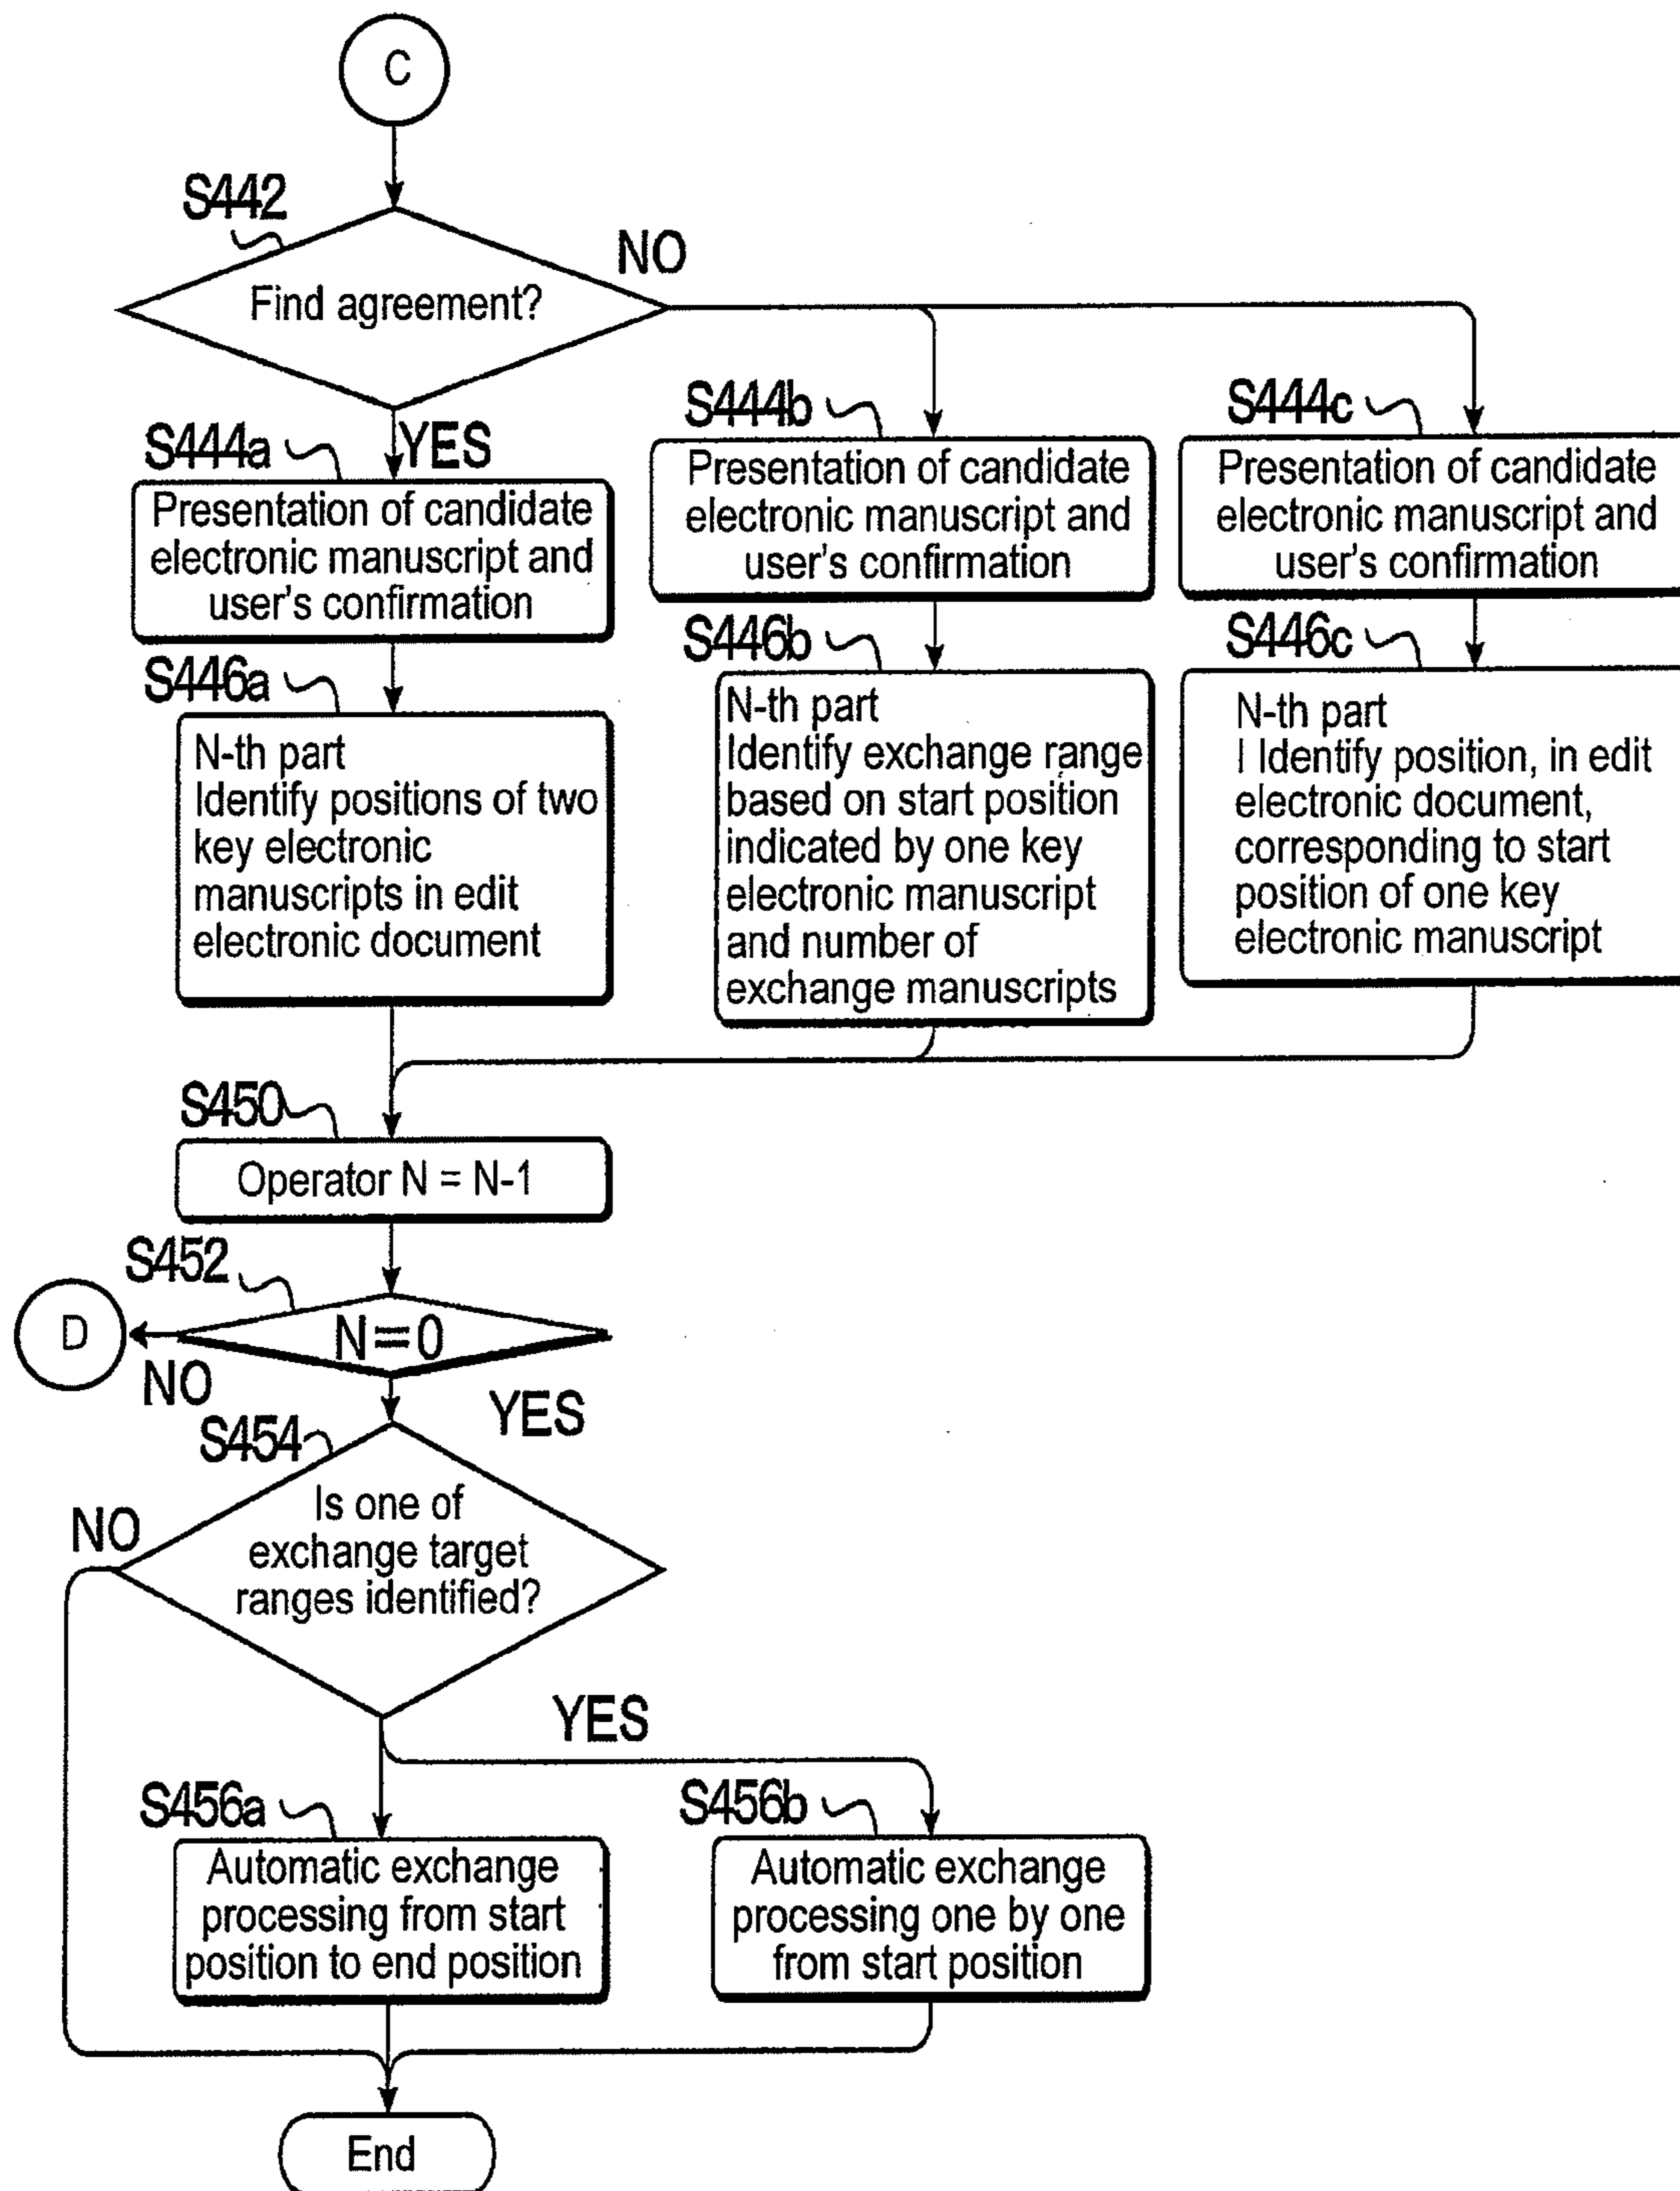 C
S442
NO
Find agreement?
YES
S444a
Presentation of candidate
electronic manuscript and
user's confirmation
S444b
Presentation of candidate
electronic manuscript and
user's confirmation
S444c
Presentation of candidate
electronic manuscript and
user's confirmation
S446a
N-th part
Identify positions of two
key electronic
manuscripts in edit
electronic document
S446b
N-th part
Identify exchange range
based on start position
indicated by one key
electronic manuscript
and number of
exchange manuscripts
S446c
N-th part
I Identify position, in edit
electronic document,
corresponding to start
position of one key
electronic manuscript
S450
Operator N = N-1
S452
D
N=0
NO
YES
S454
NO
Is one of
exchange target
ranges identified?
YES
S456a
Automatic exchange
processing from start
position to end position
S456b
Automatic exchange
processing one by one
from start position
End